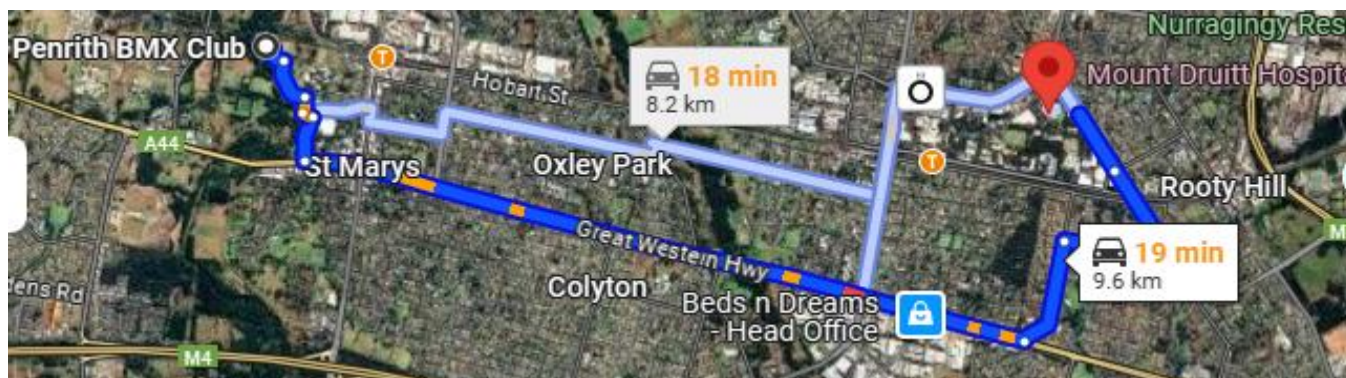 Penrith BMX Club
T
Hobart St
18 min
8.2 km
Nurragingy Res
Mount Druitt Hospita
A44
St Marys
Oxley Park
T
Rooty Hill
M
Great Western Hwy
19 min
9.6 km
dens Rd
Colyton
Beds n Dreams
- Head Office
M4